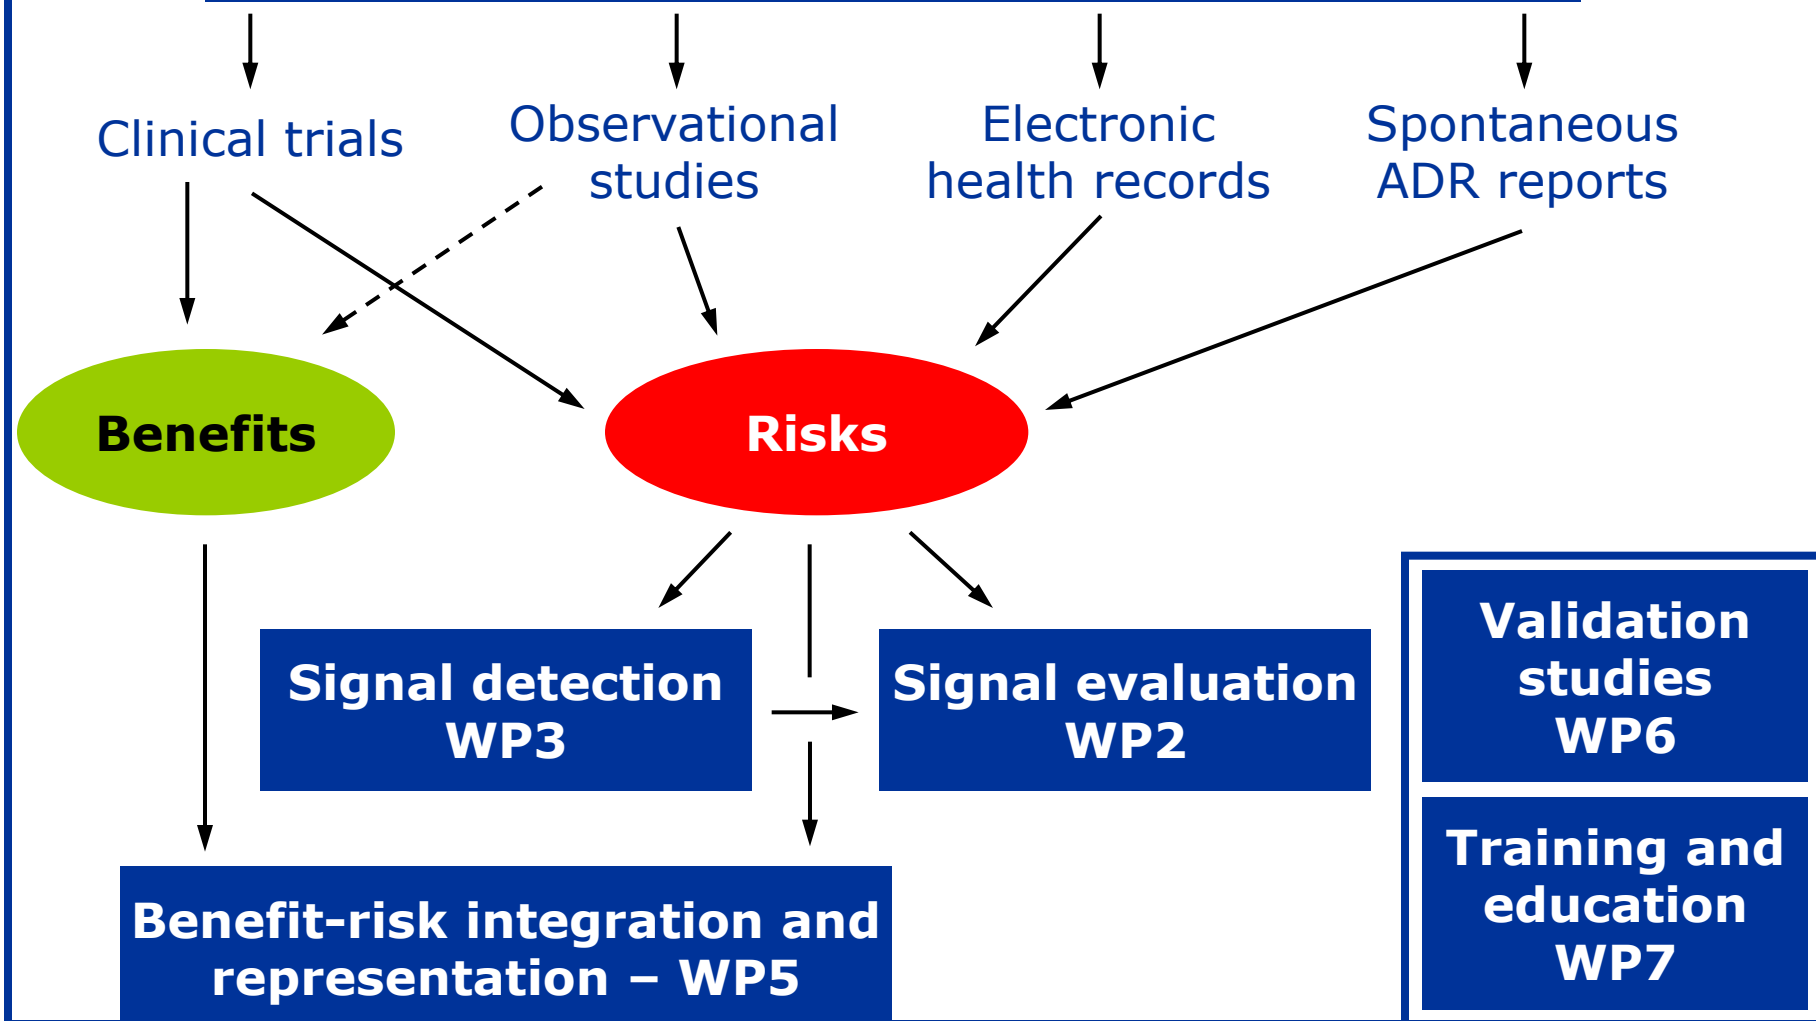 Clinical trials
Observational
studies
Electronic
health records
Spontaneous
ADR reports
Benefits
Risks
Signal detection
WP3
Signal evaluation
WP2
Validation
studies
WP6
Training and
education
WP7
Benefit–risk integration and
representation – WP5